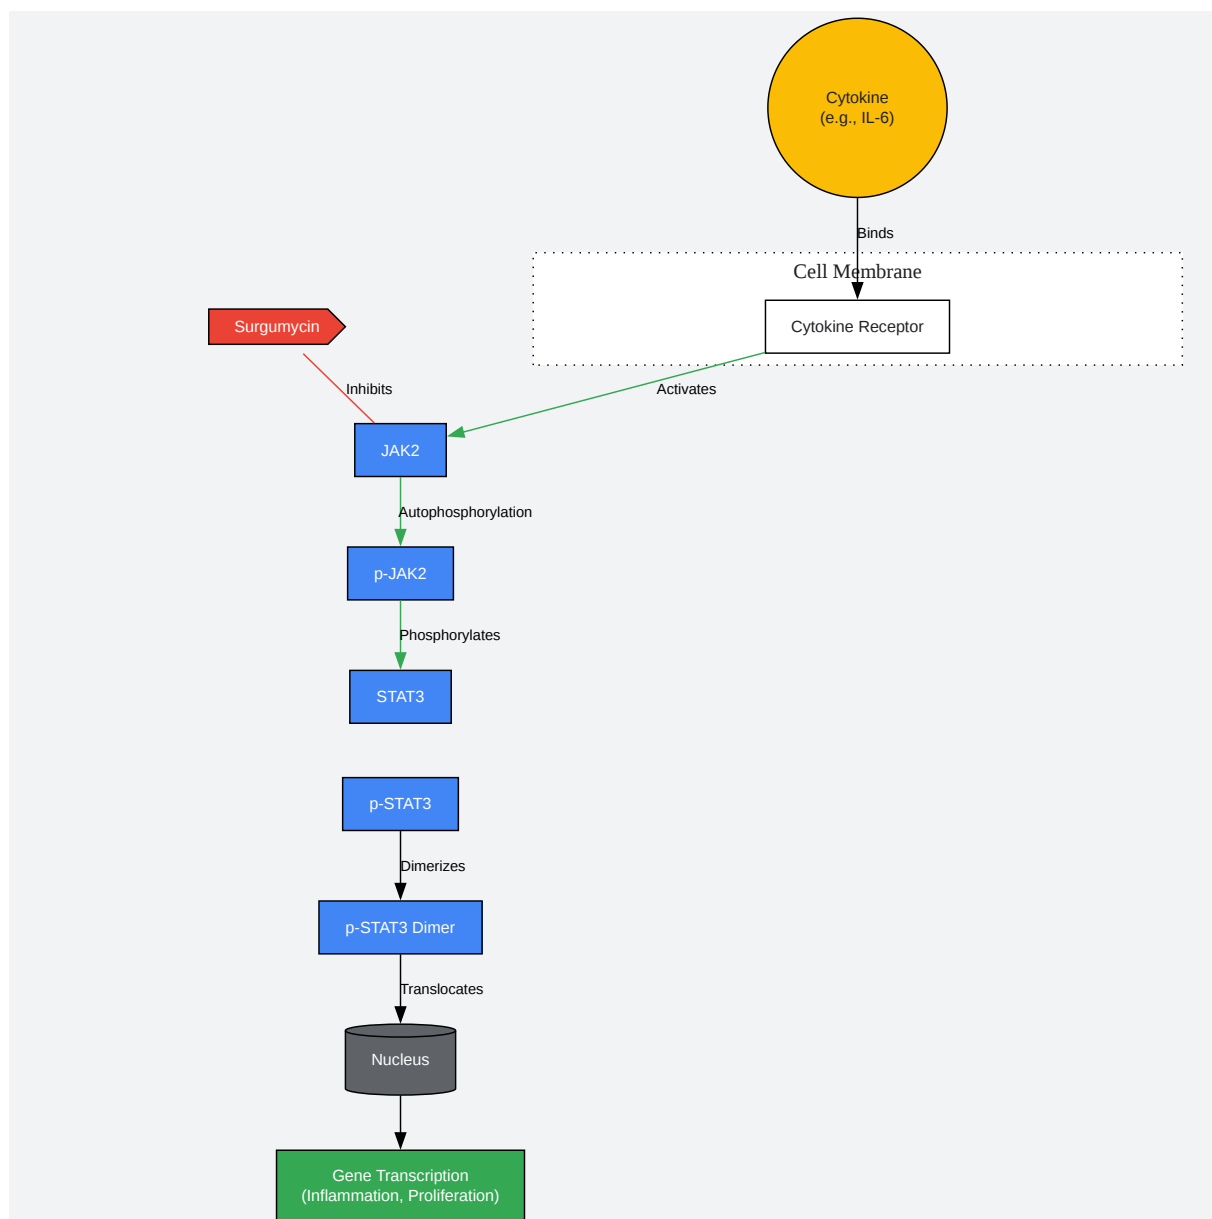 Cytokine
(e.g., IL-6)
Binds
Cell Membrane
Surgumycin
Cytokine Receptor
Inhibits
Activates
JAK2
Autophosphorylation
p-JAK2
Phosphorylates
STAT3
p-STAT3
Dimerizes
p-STAT3 Dimer
Translocates
Nucleus
Gene Transcription
(Inflammation, Proliferation)